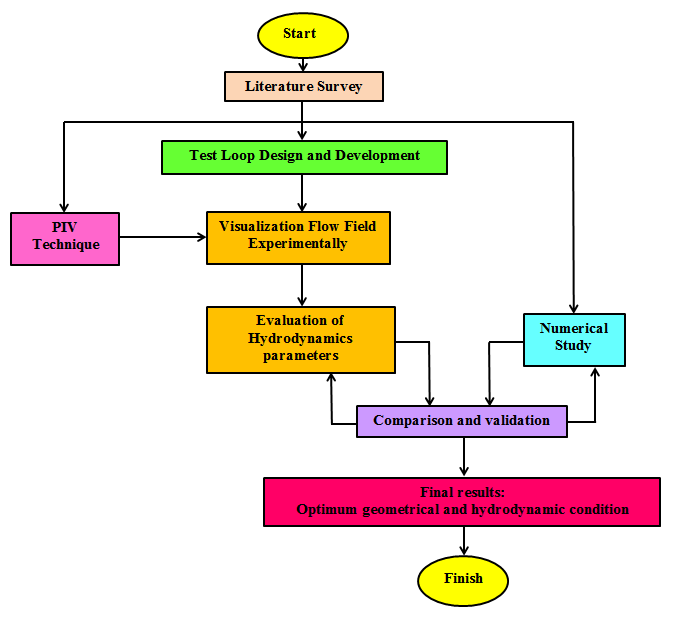 Start
Literature Survey
Test Loop Design and Development
PIV
Technique
Visualization Flow Field
Experimentally
Evaluation of
Hydrodynamics
parameters
Numerical
Study
Comparison and validation
Final results:
Optimum geometrical and hydrodynamic condition
Finish